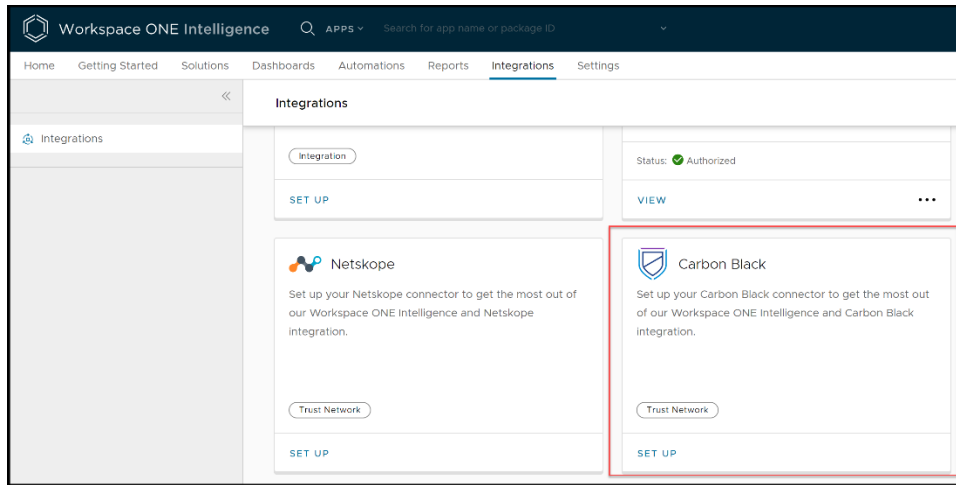 Workspace ONE Intelligence
APPS
Search for app name or package ID
Home Getting Started Solutions Dashboards Automations Reports Integrations Settings
Integrations
Integrations
Integration
SET UP
Status: Authorized
VIEW
Netskope
Set up your Netskope connector to get the most out of
our Workspace ONE Intelligence and Netskope
integration.
Trust Network
SET UP
Carbon Black
Set up your Carbon Black connector to get the most out
of our Workspace ONE Intelligence and Carbon Black
integration.
Trust Network
SET UP